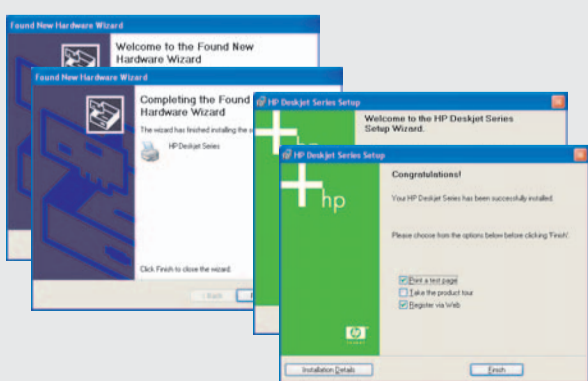 Found New Hardware Wizard
Welcome to the Found New
Hardware Wizard
Found New Hardware Wizard
Completing the Found
Hardware Wizard
The wizard has finished installing the
HP Deskjet Series
Click Finish to close the wizard.
< Back
HP Deskjet Series Setup
Welcome to the HP Deskjet Series
Setup Wizard.
HP Deskjet Series Setup
hp
Congratulations!
Your HP Deskjet Series has been successfully installed.
Please choose from the options below before clicking 'Finish'.
Print a test page
Take the product tour
Register via Web
hp
Installation Details
Finish